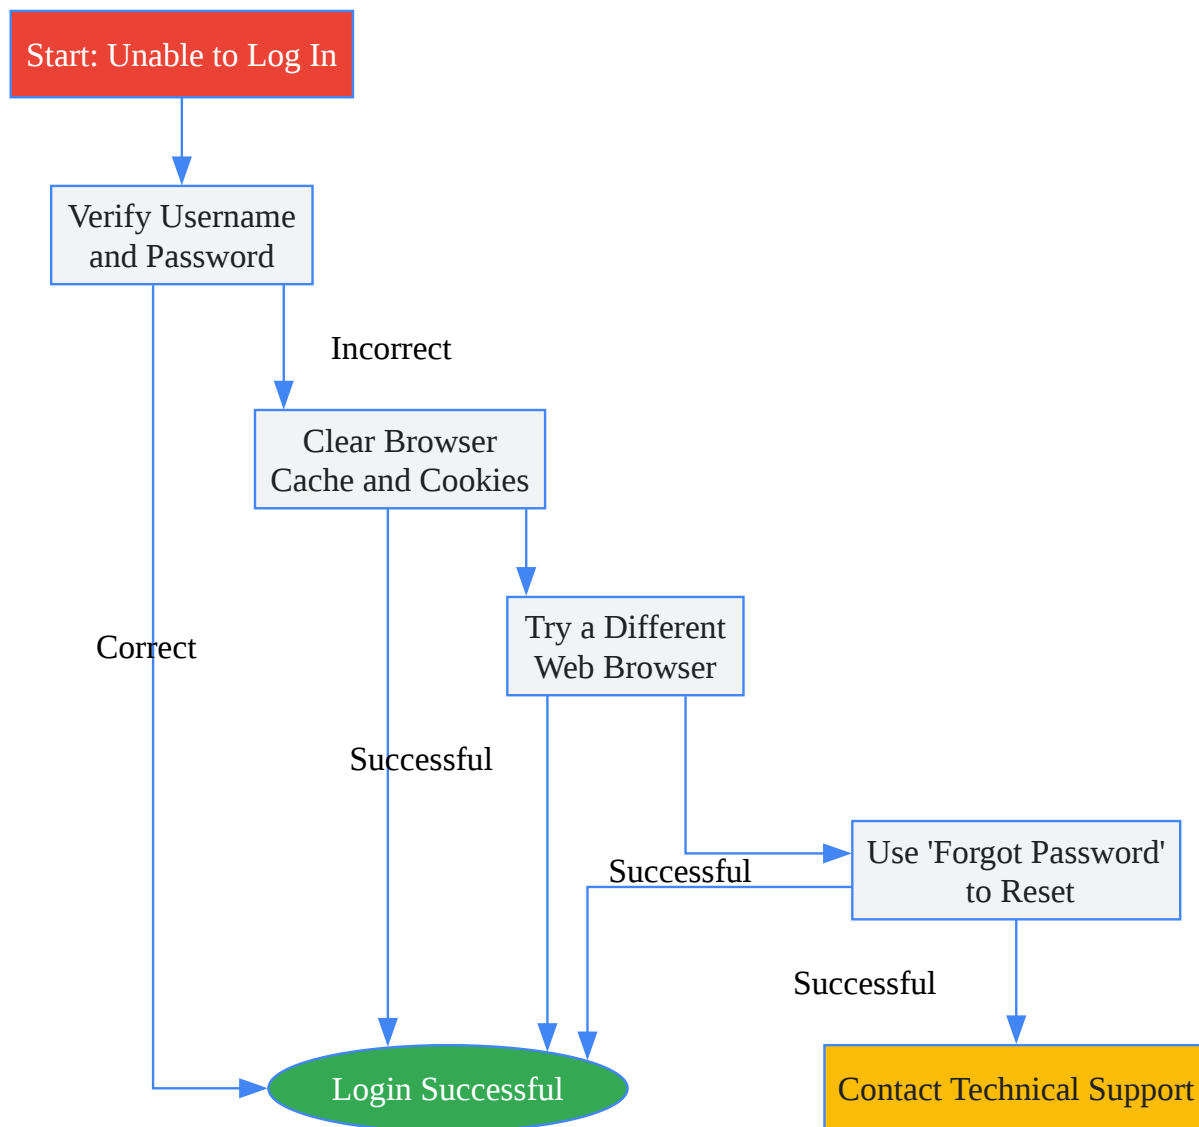 Start: Unable to Log In
Verify Username
and Password
Incorrect
Clear Browser
Cache and Cookies
Try a Different
Web Browser
Correct
Successful
Use 'Forgot Password'
to Reset
Successful
Successful
Login Successful
Contact Technical Support